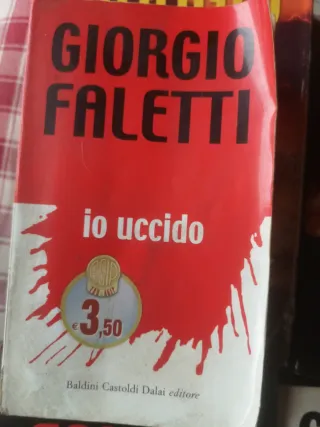 GIORGIO
FALETTI
io uccido
€ 3,50
Baldini Castoldi Dalai editore